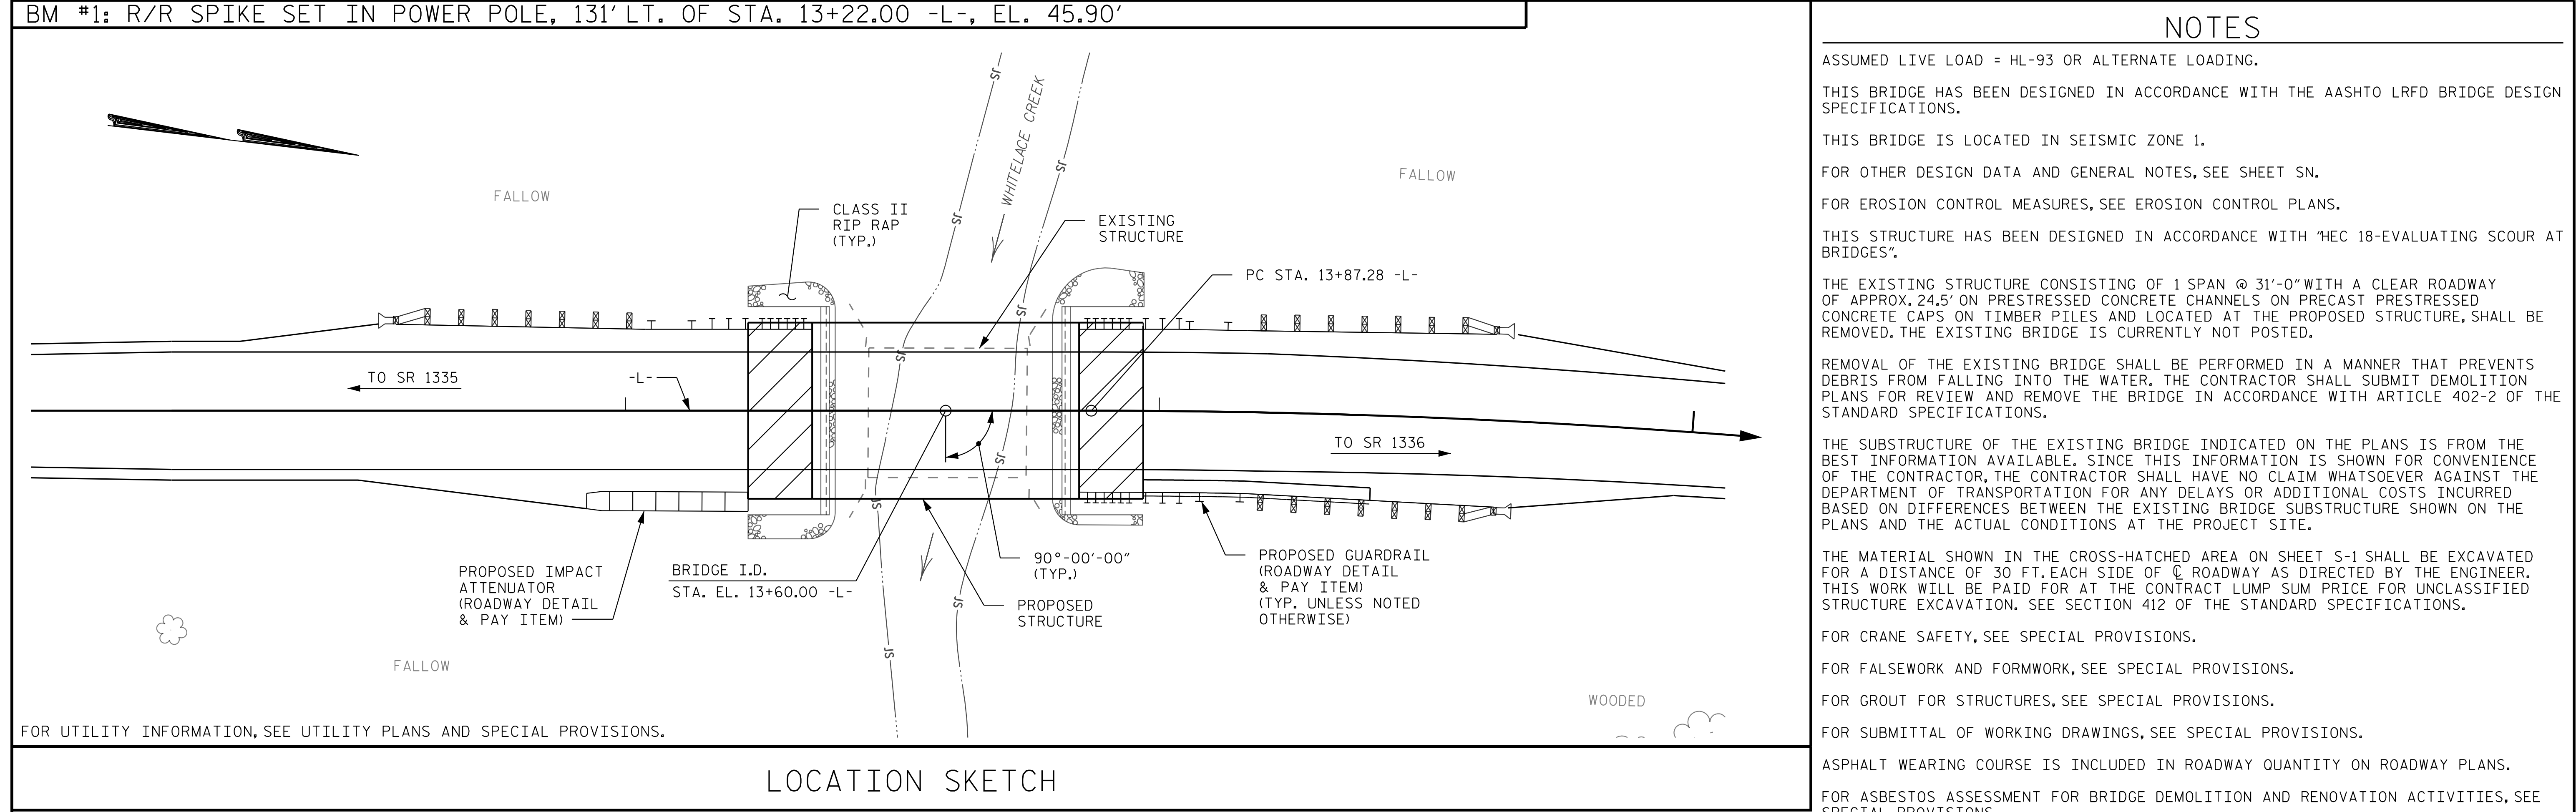 BM #1: R/R SPIKE SET IN POWER POLE, 131' LT. OF STA. 13+22.00 -L-, EL. 45.90'
FALLOW
FALLOW
JS
JS
JS
JS
JS
JS
JS
JS
JS
JS
WHITELACE CREEK
CLASS II
RIP RAP
(TYP.)
EXISTING
STRUCTURE
PC STA. 13+87.28 -L-
TO SR 1335
-L-
TO SR 1336
PROPOSED IMPACT
ATTENUATOR
(ROADWAY DETAIL
& PAY ITEM)
BRIDGE I.D.
STA. EL. 13+60.00 -L-
90°-00'-00"
(TYP.)
PROPOSED
STRUCTURE
PROPOSED GUARDRAIL
(ROADWAY DETAIL
& PAY ITEM)
(TYP. UNLESS NOTED
OTHERWISE)
FALLOW
WOODED
FOR UTILITY INFORMATION, SEE UTILITY PLANS AND SPECIAL PROVISIONS.
LOCATION SKETCH
NOTES
ASSUMED LIVE LOAD = HL-93 OR ALTERNATE LOADING.
THIS BRIDGE HAS BEEN DESIGNED IN ACCORDANCE WITH THE AASHTO LRFD BRIDGE DESIGN
SPECIFICATIONS.
THIS BRIDGE IS LOCATED IN SEISMIC ZONE 1.
FOR OTHER DESIGN DATA AND GENERAL NOTES, SEE SHEET SN.
FOR EROSION CONTROL MEASURES, SEE EROSION CONTROL PLANS.
THIS STRUCTURE HAS BEEN DESIGNED IN ACCORDANCE WITH "HEC 18-EVALUATING SCOUR AT
BRIDGES".
THE EXISTING STRUCTURE CONSISTING OF 1 SPAN @ 31'-0" WITH A CLEAR ROADWAY
OF APPROX. 24.5' ON PRESTRESSED CONCRETE CHANNELS ON PRECAST PRESTRESSED
CONCRETE CAPS ON TIMBER PILES AND LOCATED AT THE PROPOSED STRUCTURE, SHALL BE
REMOVED. THE EXISTING BRIDGE IS CURRENTLY NOT POSTED.
REMOVAL OF THE EXISTING BRIDGE SHALL BE PERFORMED IN A MANNER THAT PREVENTS
DEBRIS FROM FALLING INTO THE WATER. THE CONTRACTOR SHALL SUBMIT DEMOLITION
PLANS FOR REVIEW AND REMOVE THE BRIDGE IN ACCORDANCE WITH ARTICLE 402-2 OF THE
STANDARD SPECIFICATIONS.
THE SUBSTRUCTURE OF THE EXISTING BRIDGE INDICATED ON THE PLANS IS FROM THE
BEST INFORMATION AVAILABLE. SINCE THIS INFORMATION IS SHOWN FOR CONVENIENCE
OF THE CONTRACTOR, THE CONTRACTOR SHALL HAVE NO CLAIM WHATSOEVER AGAINST THE
DEPARTMENT OF TRANSPORTATION FOR ANY DELAYS OR ADDITIONAL COSTS INCURRED
BASED ON DIFFERENCES BETWEEN THE EXISTING BRIDGE SUBSTRUCTURE SHOWN ON THE
PLANS AND THE ACTUAL CONDITIONS AT THE PROJECT SITE.
THE MATERIAL SHOWN IN THE CROSS-HATCHED AREA ON SHEET S-1 SHALL BE EXCAVATED
FOR A DISTANCE OF 30 FT. EACH SIDE OF ℄ ROADWAY AS DIRECTED BY THE ENGINEER.
THIS WORK WILL BE PAID FOR AT THE CONTRACT LUMP SUM PRICE FOR UNCLASSIFIED
STRUCTURE EXCAVATION. SEE SECTION 412 OF THE STANDARD SPECIFICATIONS.
FOR CRANE SAFETY, SEE SPECIAL PROVISIONS.
FOR FALSEWORK AND FORMWORK, SEE SPECIAL PROVISIONS.
FOR GROUT FOR STRUCTURES, SEE SPECIAL PROVISIONS.
FOR SUBMITTAL OF WORKING DRAWINGS, SEE SPECIAL PROVISIONS.
ASPHALT WEARING COURSE IS INCLUDED IN ROADWAY QUANTITY ON ROADWAY PLANS.
FOR ASBESTOS ASSESSMENT FOR BRIDGE DEMOLITION AND RENOVATION ACTIVITIES, SEE
SPECIAL PROVISIONS.